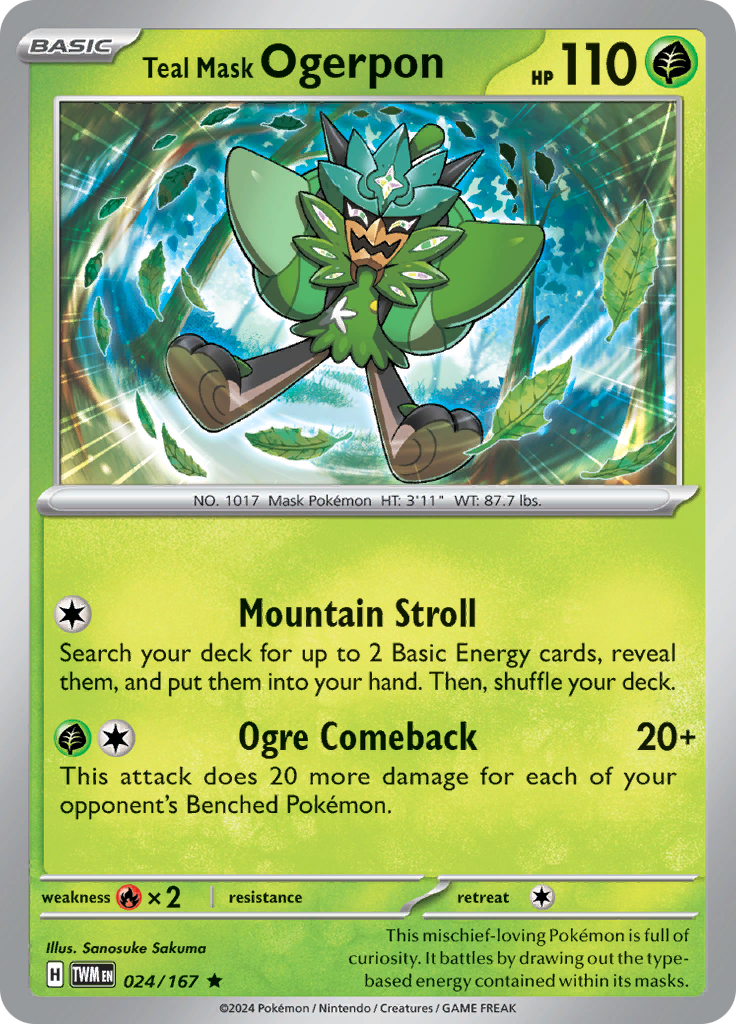 BASIC
Teal Mask Ogerpon HP 110
NO. 1017 Mask Pokémon HT: 3'11" WT: 87.7 lbs.
Mountain Stroll
Search your deck for up to 2 Basic Energy cards, reveal
them, and put them into your hand. Then, shuffle your deck.
Ogre Comeback 20+
This attack does 20 more damage for each of your
opponent's Benched Pokémon.
weakness ×2 resistance retreat
Illus. Sanosuke Sakuma
H TWM EN 024/167 ★
This mischief-loving Pokémon is full of
curiosity. It battles by drawing out the type-
based energy contained within its masks.
©2024 Pokémon / Nintendo / Creatures / GAME FREAK